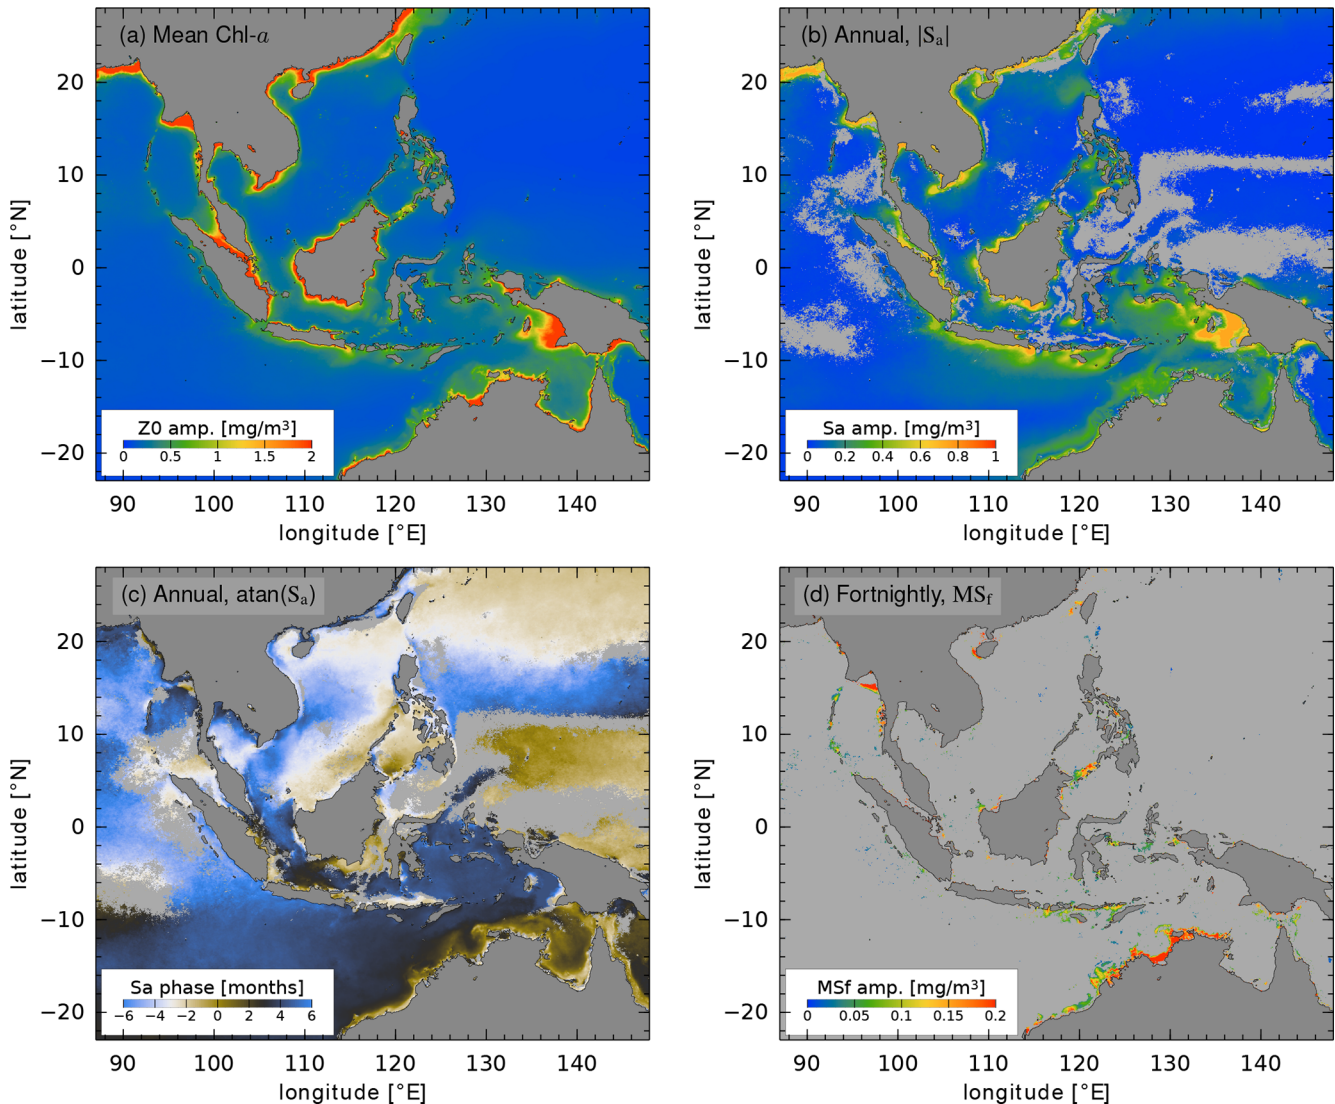 (a) Mean Chl-a
20
10
0
−10
−20
latitude [°N]
Z0 amp. [mg/m³]
0 0.5 1 1.5 2
90 100 110 120 130 140
longitude [°E]
(b) Annual, |Sa|
20
10
0
−10
−20
latitude [°N]
Sa amp. [mg/m³]
0 0.2 0.4 0.6 0.8 1
90 100 110 120 130 140
longitude [°E]
(c) Annual, atan(Sa)
20
10
0
−10
−20
latitude [°N]
Sa phase [months]
−6 −4 −2 0 2 4 6
90 100 110 120 130 140
longitude [°E]
(d) Fortnightly, MSf
20
10
0
−10
−20
latitude [°N]
MSf amp. [mg/m³]
0 0.05 0.1 0.15 0.2
90 100 110 120 130 140
longitude [°E]